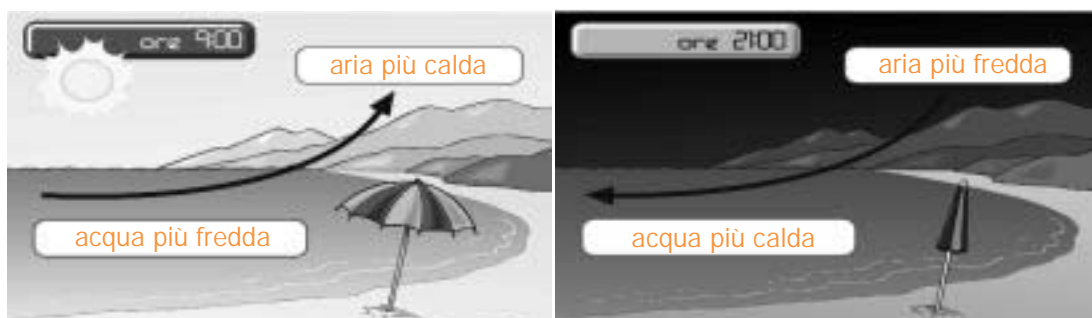 ore 9:00
aria più calda
acqua più fredda
ore 21:00
aria più fredda
acqua più calda